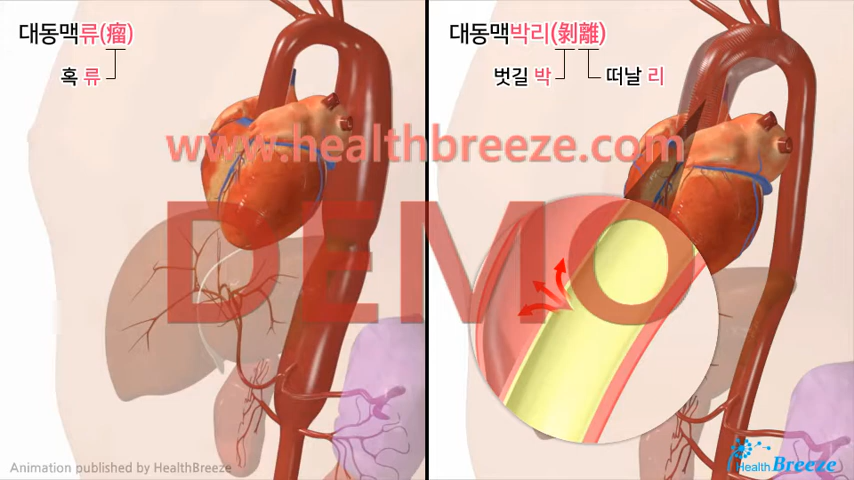 대동맥류(瘤)
혹 류
대동맥박리(剝離)
벗길 박 떠날 리
www.healthbreeze.com
DEMO
Animation published by HealthBreeze
Health Breeze